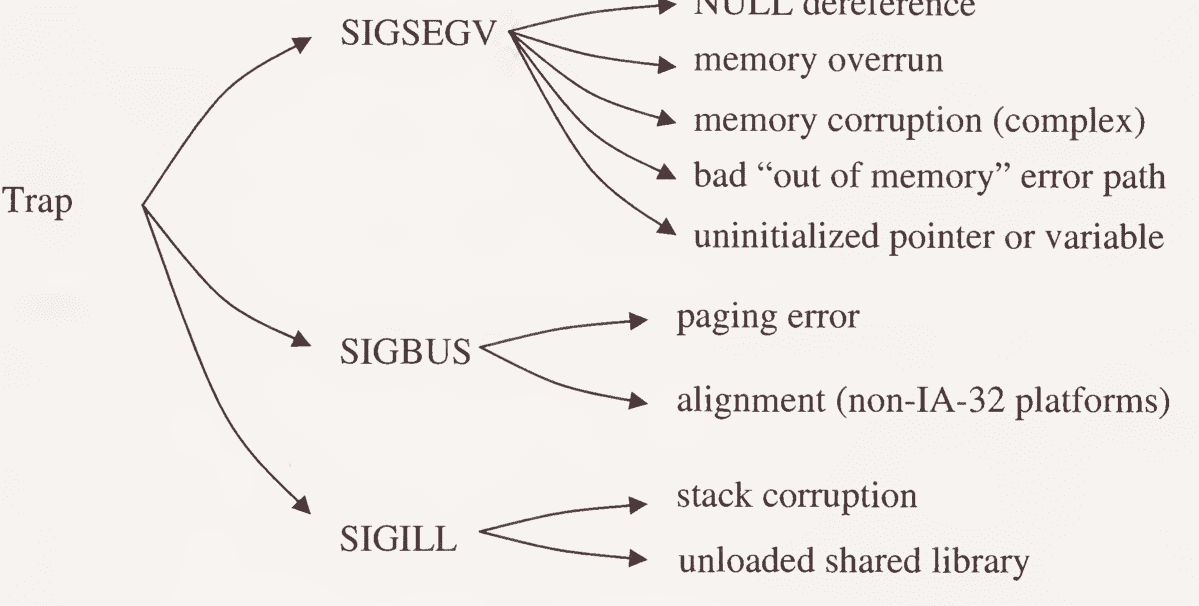 NULL dereference
SIGSEGV
memory overrun
memory corruption (complex)
bad “out of memory” error path
Trap
uninitialized pointer or variable
paging error
SIGBUS
alignment (non-IA-32 platforms)
stack corruption
SIGILL
unloaded shared library